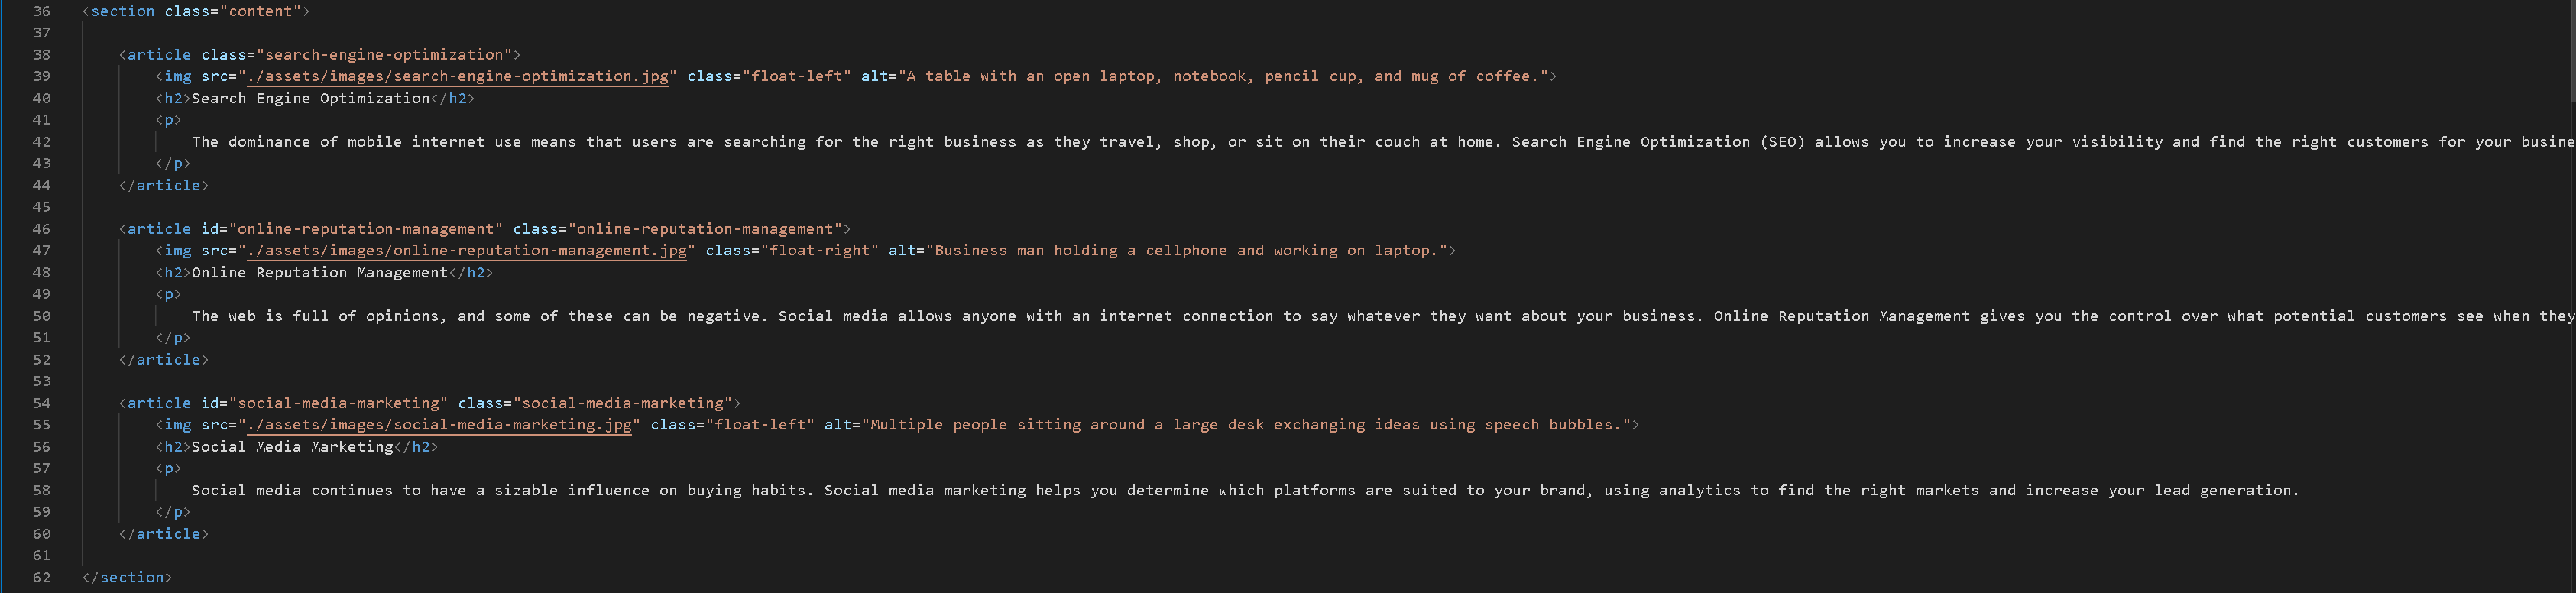 36 <section class="content">
37
38 <article class="search-engine-optimization">
39 <img src="./assets/images/search-engine-optimization.jpg" class="float-left" alt="A table with an open laptop, notebook, pencil cup, and mug of coffee.">
40 <h2>Search Engine Optimization</h2>
41 <p>
42 The dominance of mobile internet use means that users are searching for the right business as they travel, shop, or sit on their couch at home. Search Engine Optimization (SEO) allows you to increase your visibility and find the right customers for your busine
43 </p>
44 </article>
45
46 <article id="online-reputation-management" class="online-reputation-management">
47 <img src="./assets/images/online-reputation-management.jpg" class="float-right" alt="Business man holding a cellphone and working on laptop.">
48 <h2>Online Reputation Management</h2>
49 <p>
50 The web is full of opinions, and some of these can be negative. Social media allows anyone with an internet connection to say whatever they want about your business. Online Reputation Management gives you the control over what potential customers see when they
51 </p>
52 </article>
53
54 <article id="social-media-marketing" class="social-media-marketing">
55 <img src="./assets/images/social-media-marketing.jpg" class="float-left" alt="Multiple people sitting around a large desk exchanging ideas using speech bubbles.">
56 <h2>Social Media Marketing</h2>
57 <p>
58 Social media continues to have a sizable influence on buying habits. Social media marketing helps you determine which platforms are suited to your brand, using analytics to find the right markets and increase your lead generation.
59 </p>
60 </article>
61
62 </section>